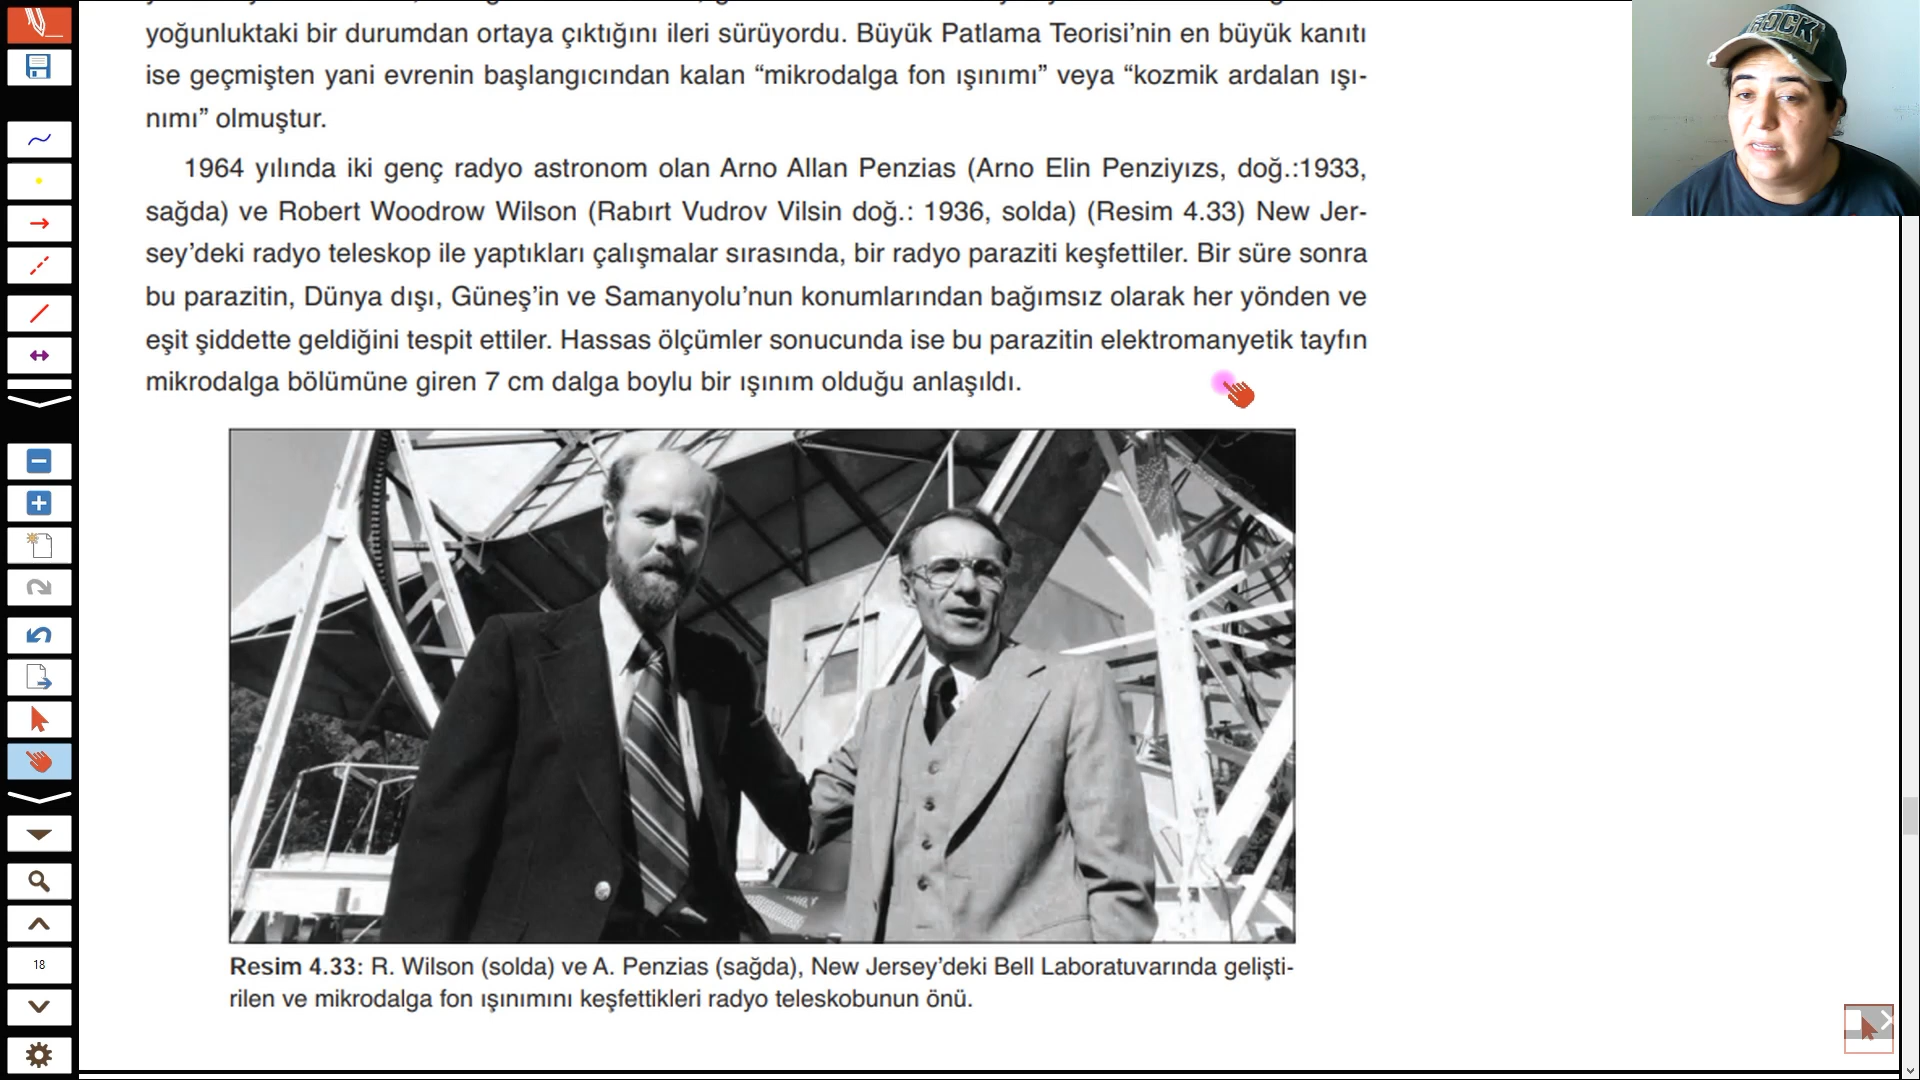 yoğunluktaki bir durumdan ortaya çıktığını ileri sürüyordu. Büyük Patlama Teorisi’nin en büyük kanıtı
ise geçmişten yani evrenin başlangıcından kalan “mikrodalga fon ışınımı” veya “kozmik ardalan ışı-
nımı” olmuştur.
1964 yılında iki genç radyo astronom olan Arno Allan Penzias (Arno Elin Penziyızs, doğ.:1933,
sağda) ve Robert Woodrow Wilson (Rabırt Vudrov Vilsin doğ.: 1936, solda) (Resim 4.33) New Jer-
sey’deki radyo teleskop ile yaptıkları çalışmalar sırasında, bir radyo paraziti keşfettiler. Bir süre sonra
bu parazitin, Dünya dışı, Güneş’in ve Samanyolu’nun konumlarından bağımsız olarak her yönden ve
eşit şiddette geldiğini tespit ettiler. Hassas ölçümler sonucunda ise bu parazitin elektromanyetik tayfın
mikrodalga bölümüne giren 7 cm dalga boylu bir ışınım olduğu anlaşıldı.
Resim 4.33: R. Wilson (solda) ve A. Penzias (sağda), New Jersey’deki Bell Laboratuvarında gelişti-
rilen ve mikrodalga fon ışınımını keşfettikleri radyo teleskobunun önü.
18